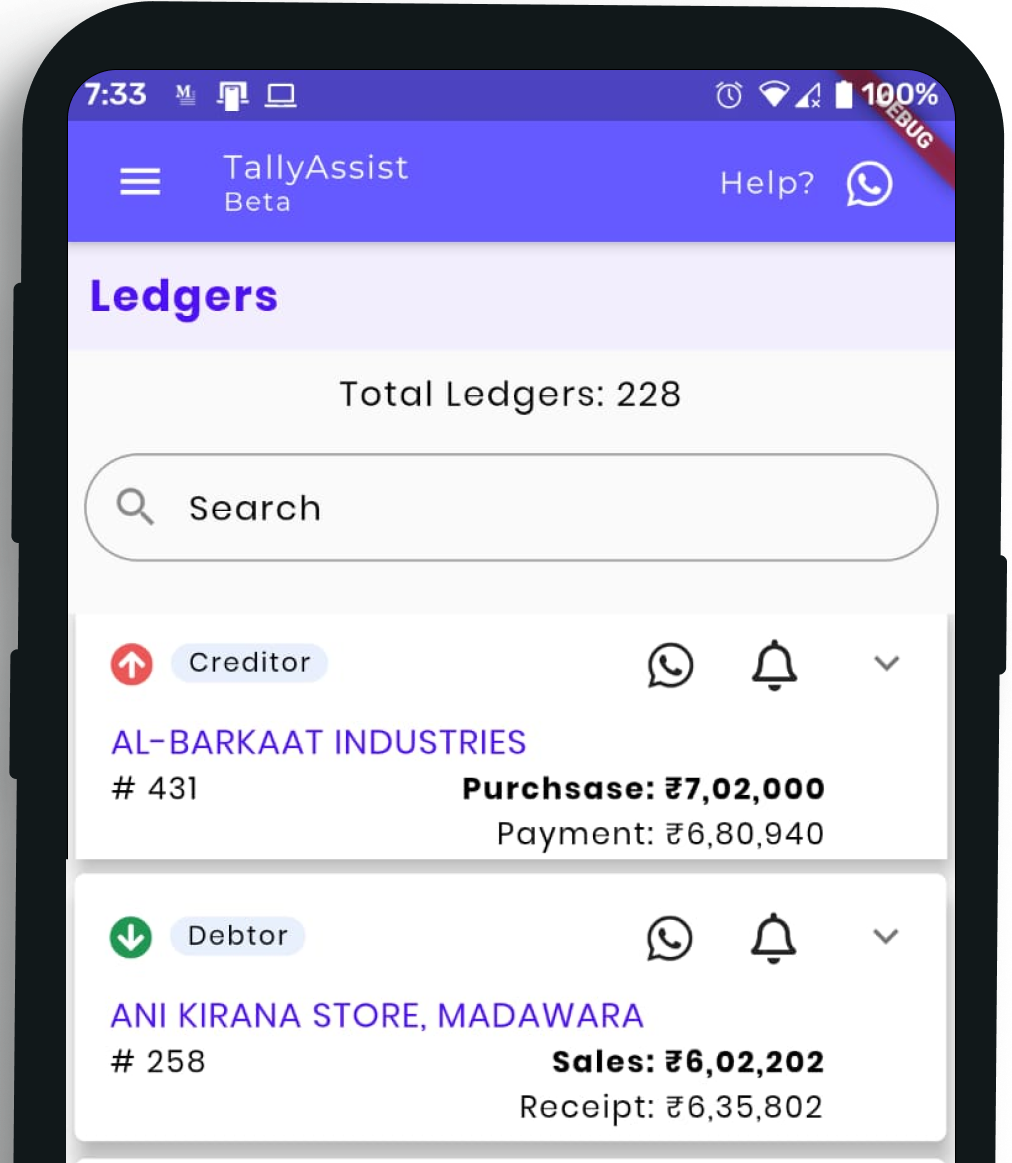 7:33 100%
DEBUG
TallyAssist
Beta
Help?
Ledgers
Total Ledgers: 228
Search
Creditor
AL-BARKAAT INDUSTRIES
# 431 Purchsase: ₹7,02,000
Payment: ₹6,80,940
Debtor
ANI KIRANA STORE, MADAWARA
# 258 Sales: ₹6,02,202
Receipt: ₹6,35,802